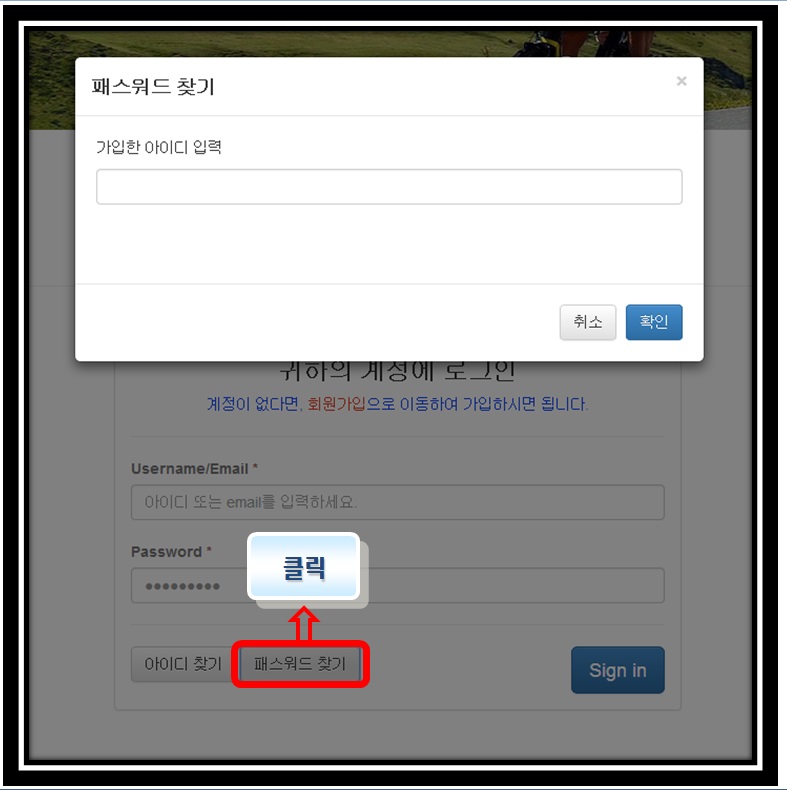 패스워드 찾기
×
가입한 아이디 입력
취소 확인
귀하의 계정에 로그인
계정이 없다면, 회원가입으로 이동하여 가입하시면 됩니다.
Username/Email *
아이디 또는 email를 입력하세요.
Password *
•••••••••
클릭
아이디 찾기 패스워드 찾기 Sign in